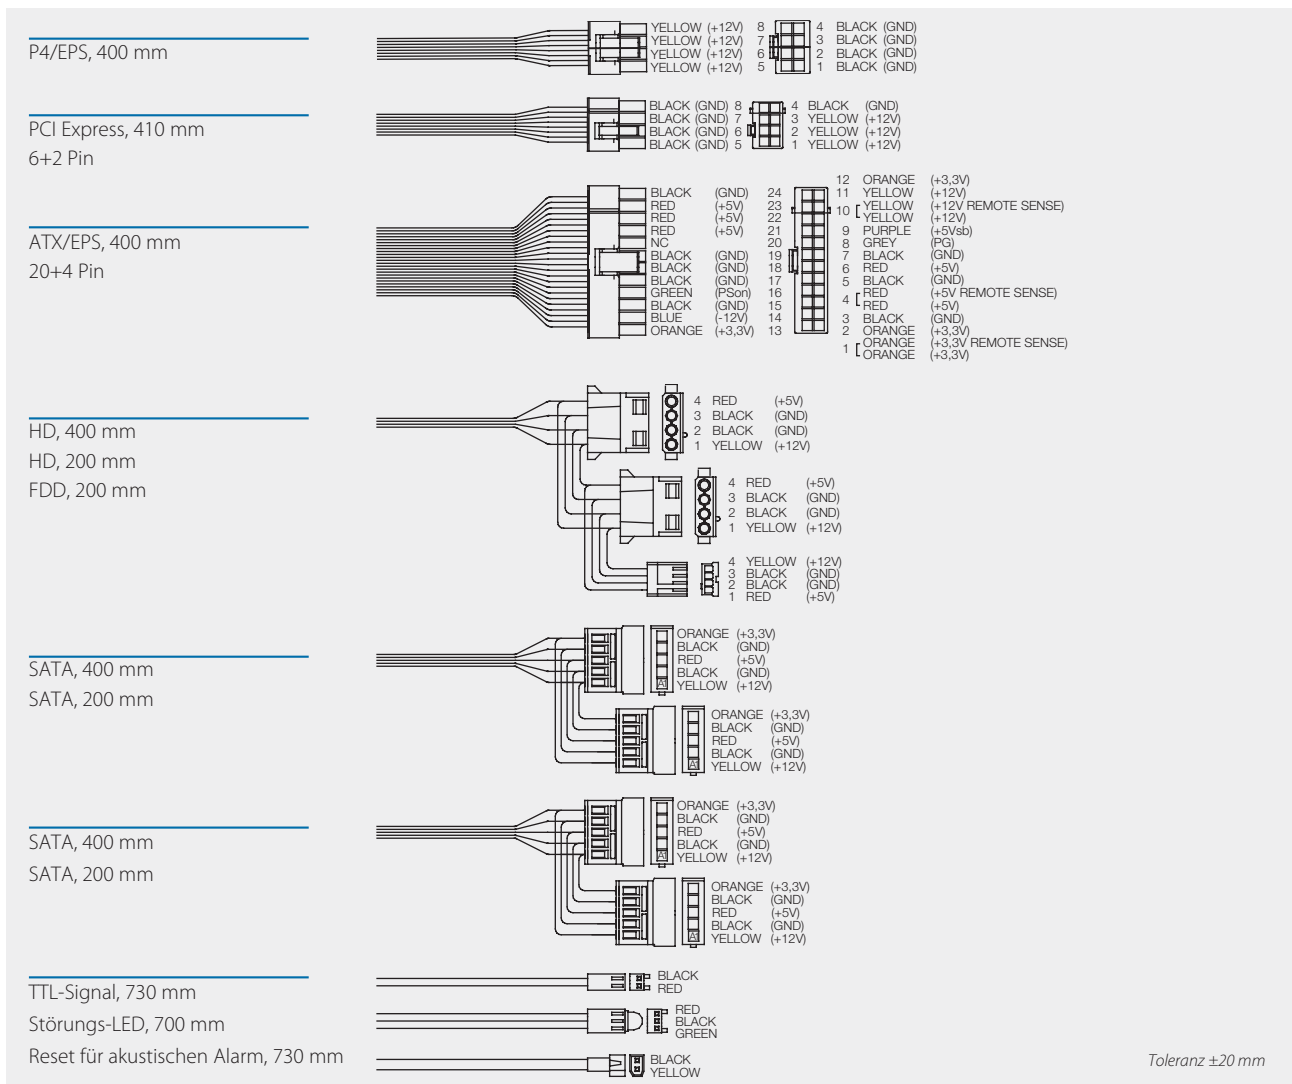 P4/EPS, 400 mm
YELLOW (+12V) 8
YELLOW (+12V) 7
YELLOW (+12V) 6
YELLOW (+12V) 5
4 BLACK (GND)
3 BLACK (GND)
2 BLACK (GND)
1 BLACK (GND)
PCI Express, 410 mm
6+2 Pin
BLACK (GND) 8
BLACK (GND) 7
BLACK (GND) 6
BLACK (GND) 5
4 BLACK (GND)
3 YELLOW (+12V)
2 YELLOW (+12V)
1 YELLOW (+12V)
ATX/EPS, 400 mm
20+4 Pin
BLACK (GND) 24
RED (+5V) 23
RED (+5V) 22
RED (+5V) 21
NC 20
BLACK (GND) 19
BLACK (GND) 18
BLACK (GND) 17
GREEN (PSon) 16
BLACK (GND) 15
BLUE (-12V) 14
ORANGE (+3,3V) 13
12 ORANGE (+3,3V)
11 YELLOW (+12V)
10 YELLOW (+12V REMOTE SENSE)
YELLOW (+12V)
9 PURPLE (+5Vsb)
8 GREY (PG)
7 BLACK (GND)
6 RED (+5V)
5 BLACK (GND)
4 RED (+5V REMOTE SENSE)
RED (+5V)
3 BLACK (GND)
2 ORANGE (+3,3V)
1 ORANGE (+3,3V REMOTE SENSE)
ORANGE (+3,3V)
HD, 400 mm
HD, 200 mm
FDD, 200 mm
4 RED (+5V)
3 BLACK (GND)
2 BLACK (GND)
1 YELLOW (+12V)
4 RED (+5V)
3 BLACK (GND)
2 BLACK (GND)
1 YELLOW (+12V)
4 YELLOW (+12V)
3 BLACK (GND)
2 BLACK (GND)
1 RED (+5V)
SATA, 400 mm
SATA, 200 mm
ORANGE (+3,3V)
BLACK (GND)
RED (+5V)
BLACK (GND)
A1 YELLOW (+12V)
ORANGE (+3,3V)
BLACK (GND)
RED (+5V)
BLACK (GND)
A1 YELLOW (+12V)
SATA, 400 mm
SATA, 200 mm
ORANGE (+3,3V)
BLACK (GND)
RED (+5V)
BLACK (GND)
A1 YELLOW (+12V)
ORANGE (+3,3V)
BLACK (GND)
RED (+5V)
BLACK (GND)
A1 YELLOW (+12V)
TTL-Signal, 730 mm
BLACK
RED
Störungs-LED, 700 mm
RED
BLACK
GREEN
Reset für akustischen Alarm, 730 mm
BLACK
YELLOW
Toleranz ±20 mm